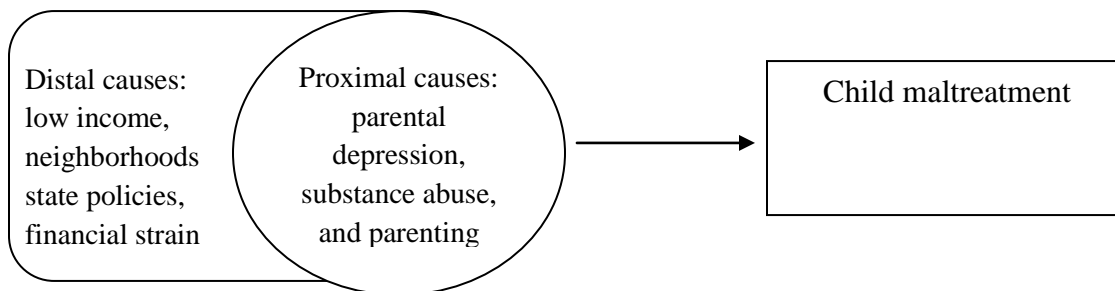 Distal causes:
low income,
neighborhoods
state policies,
financial strain
Proximal causes:
parental
depression,
substance abuse,
and parenting
Child maltreatment